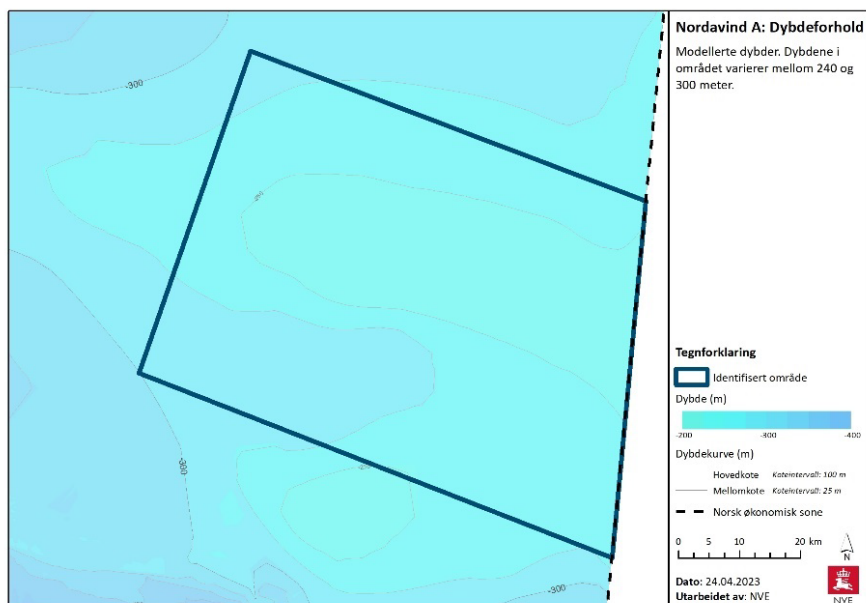 Nordavind A: Dybdeforhold
Modellerte dybder. Dybdene i
området varierer mellom 240 og
300 meter.
-300
-250
-300
-300
Tegnforklaring
Identifisert område
Dybde (m)
-200 -300 -400
Dybdekurve (m)
Hovedkote Koteintervall: 100 m
Mellomkote Koteintervall: 25 m
Norsk økonomisk sone
0 5 10 20 km
N
Dato: 24.04.2023
Utarbeidet av: NVE
NVE